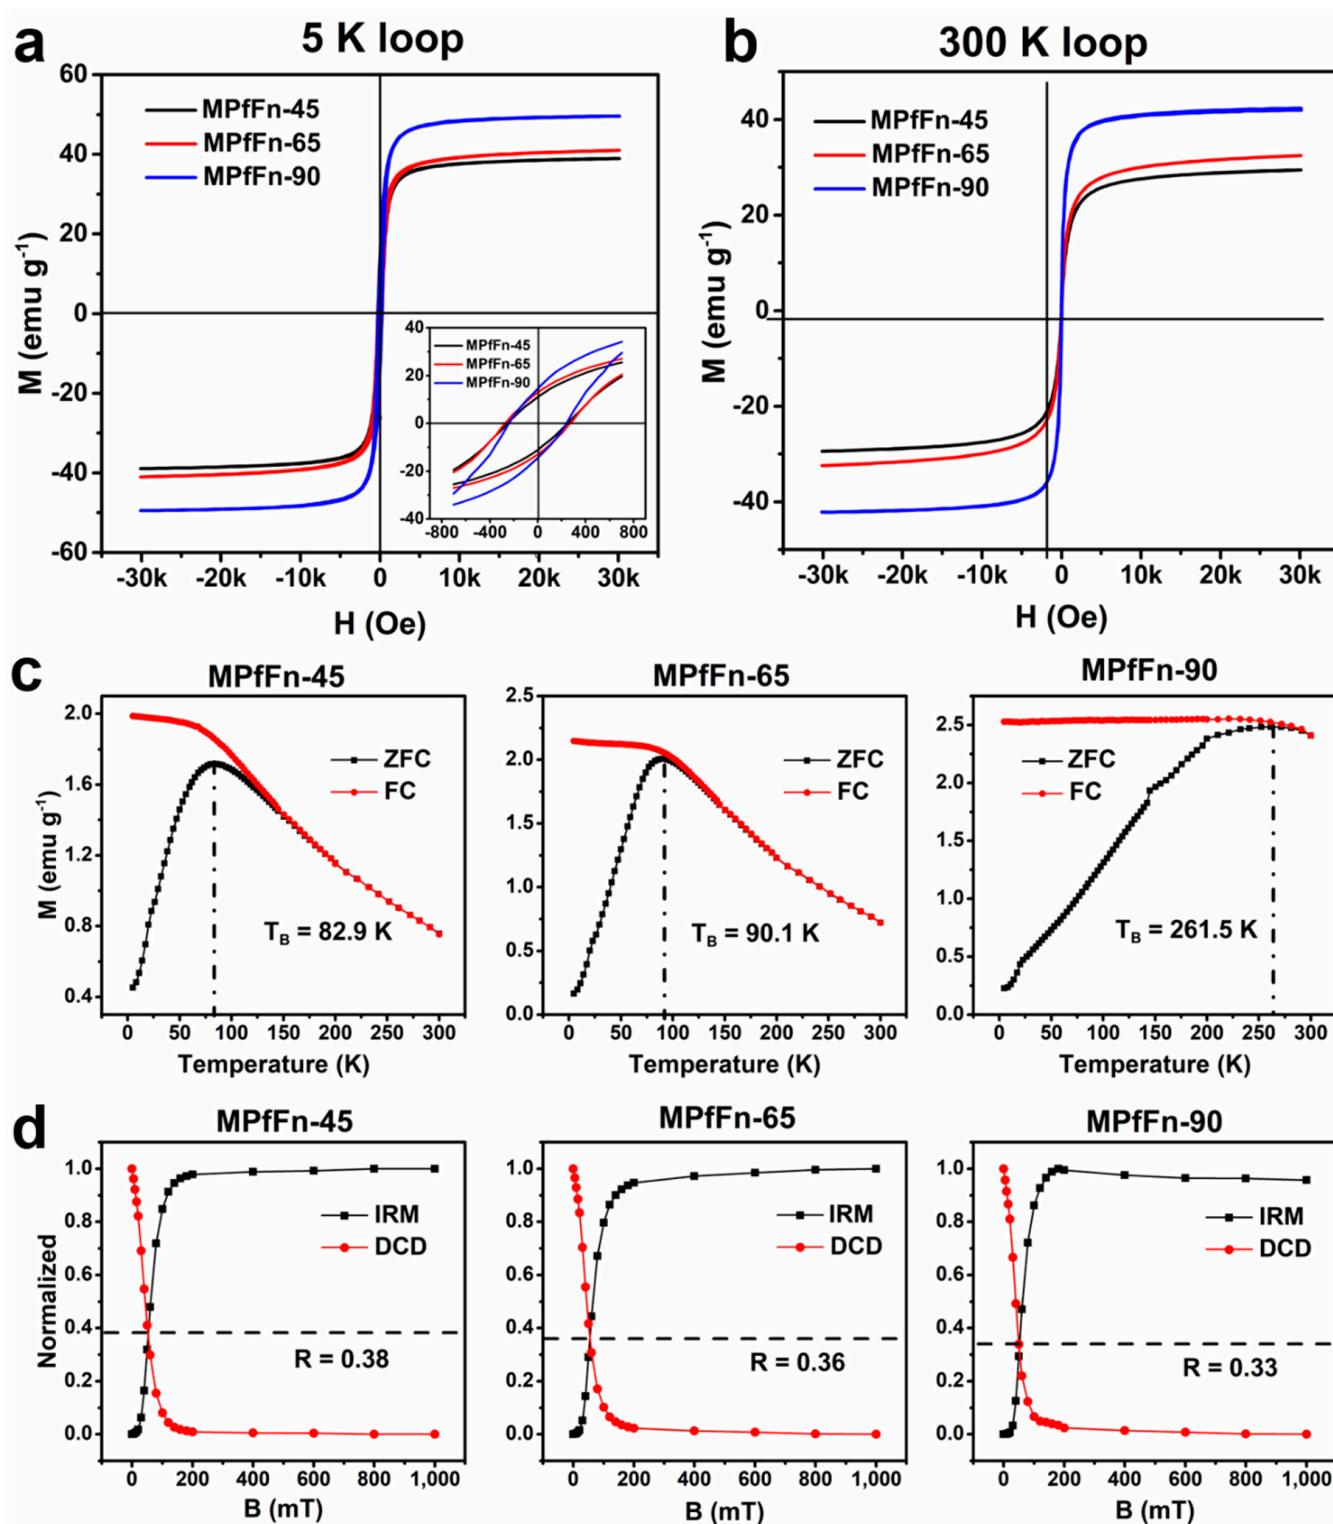 a
5 K loop
b
300 K loop
60
40
20
0
-20
-40
-60
M (emu g⁻¹)
MPfFn-45
MPfFn-65
MPfFn-90
-30k -20k -10k 0 10k 20k 30k
H (Oe)
40
20
0
-20
-40
MPfFn-45
MPfFn-65
MPfFn-90
-800 -400 0 400 800
40
20
0
-20
-40
M (emu g⁻¹)
MPfFn-45
MPfFn-65
MPfFn-90
-30k -20k -10k 0 10k 20k 30k
H (Oe)
c
MPfFn-45
2.0
1.6
1.2
0.8
0.4
M (emu g⁻¹)
ZFC
FC
T_B = 82.9 K
0 50 100 150 200 250 300
Temperature (K)
MPfFn-65
2.5
2.0
1.5
1.0
0.5
0.0
ZFC
FC
T_B = 90.1 K
0 50 100 150 200 250 300
Temperature (K)
MPfFn-90
2.5
2.0
1.5
1.0
0.5
0.0
ZFC
FC
T_B = 261.5 K
0 50 100 150 200 250 300
Temperature (K)
d
MPfFn-45
1.0
0.8
0.6
0.4
0.2
0.0
Normalized
IRM
DCD
R = 0.38
0 200 400 600 800 1,000
B (mT)
MPfFn-65
1.0
0.8
0.6
0.4
0.2
0.0
IRM
DCD
R = 0.36
0 200 400 600 800 1,000
B (mT)
MPfFn-90
1.0
0.8
0.6
0.4
0.2
0.0
IRM
DCD
R = 0.33
0 200 400 600 800 1,000
B (mT)